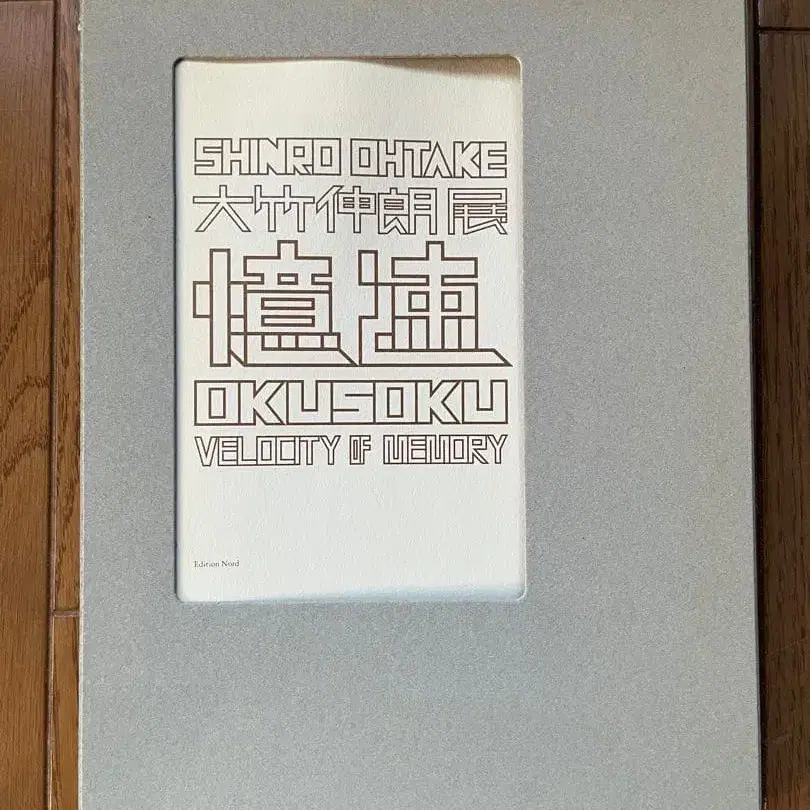 SHINRO OHTAKE
大竹伸朗展
憶速
OKUSOKU
VELOCITY OF MEMORY
Edition Nord